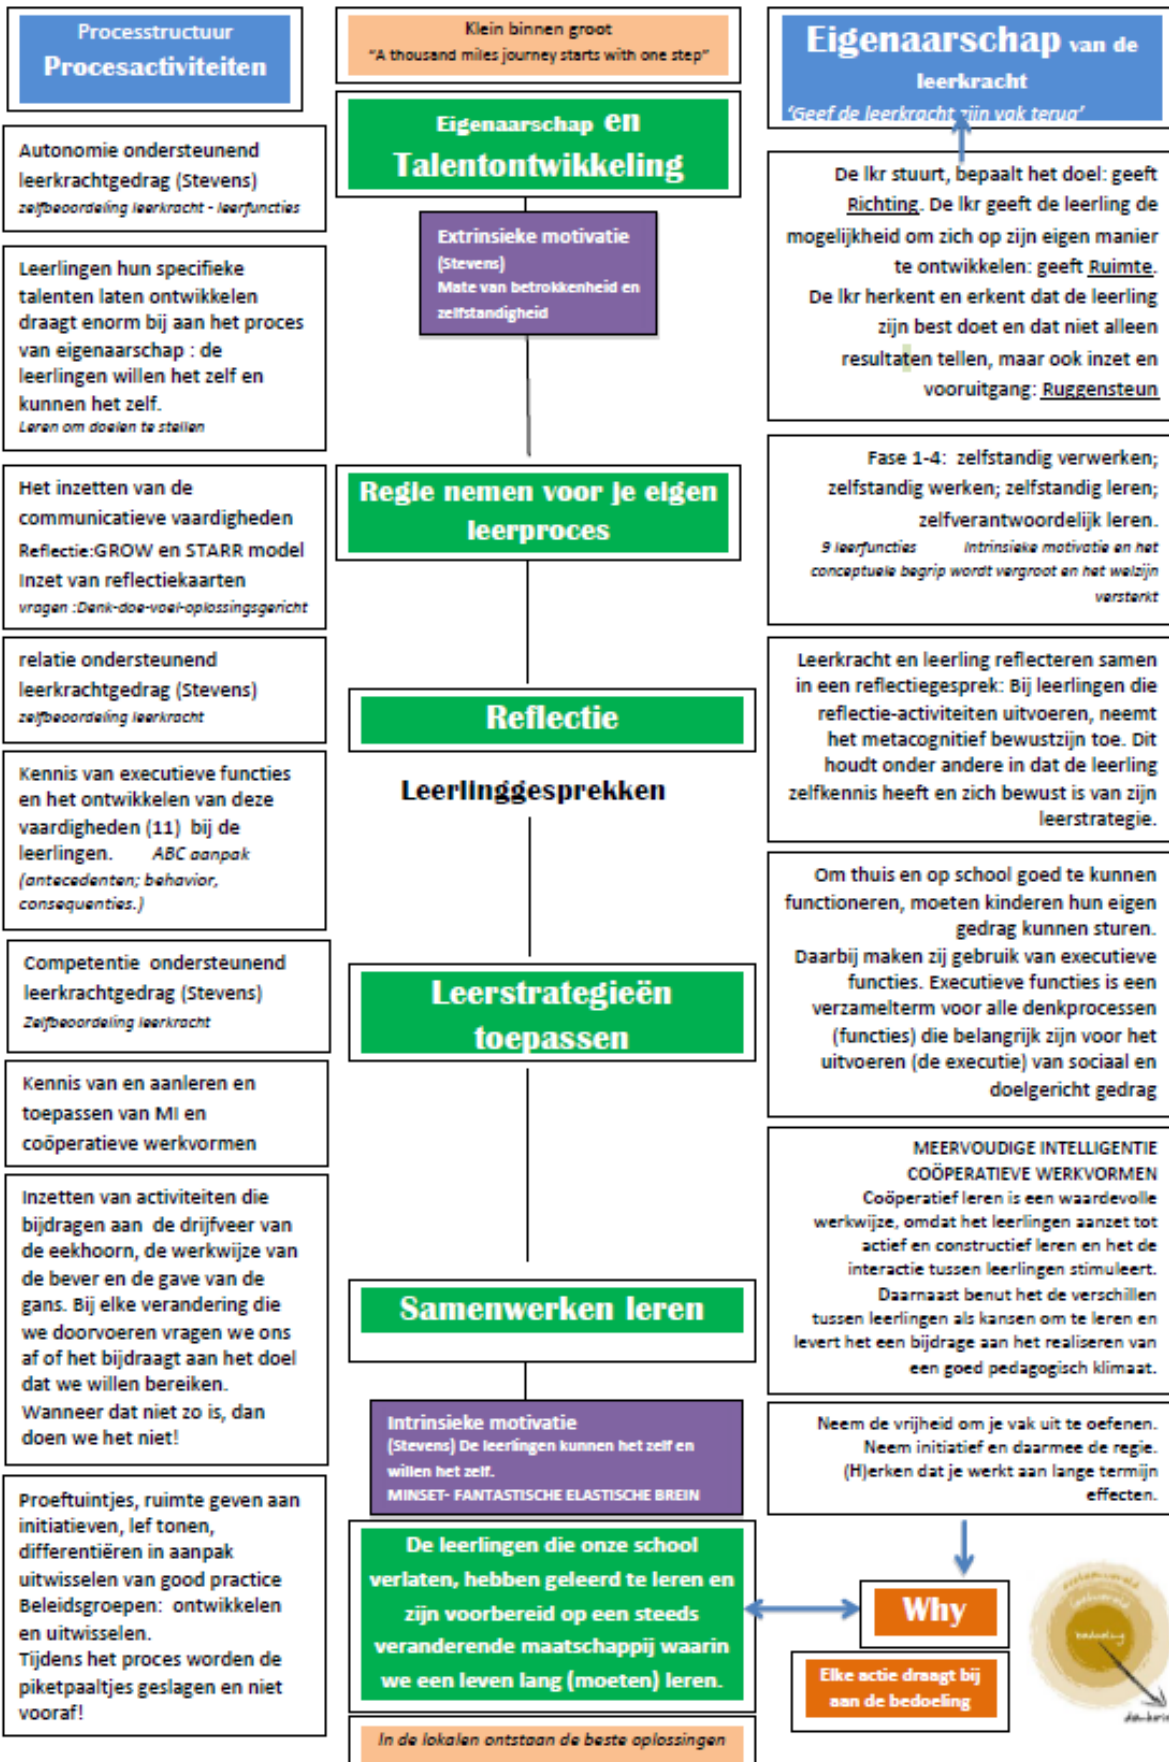 Processtructuur
Procesactiviteiten
Autonomie ondersteunend
leerkrachtgedrag (Stevens)
zelfbeoordeling leerkracht - leerfuncties
Leerlingen hun specifieke
talenten laten ontwikkelen
draagt enorm bij aan het proces
van eigenaarschap : de
leerlingen willen het zelf en
kunnen het zelf.
Leren om doelen te stellen
Het inzetten van de
communicatieve vaardigheden
Reflectie:GROW en STARR model
Inzet van reflectiekaarten
vragen :Denk-doe-voel-oplossingsgericht
relatie ondersteunend
leerkrachtgedrag (Stevens)
zelfbeoordeling leerkracht
Kennis van executieve functies
en het ontwikkelen van deze
vaardigheden (11) bij de
leerlingen. ABC aanpak
(antecedenten; behavior,
consequenties.)
Competentie ondersteunend
leerkrachtgedrag (Stevens)
Zelfbeoordeling leerkracht
Kennis van en aanleren en
toepassen van MI en
coöperatieve werkvormen
Inzetten van activiteiten die
bijdragen aan de drijfveer van
de eekhoorn, de werkwijze van
de bever en de gave van de
gans. Bij elke verandering die
we doorvoeren vragen we ons
af of het bijdraagt aan het doel
dat we willen bereiken.
Wanneer dat niet zo is, dan
doen we het niet!
Proeftuintjes, ruimte geven aan
initiatieven, lef tonen,
differentiëren in aanpak
uitwisselen van good practice
Beleidsgroepen: ontwikkelen
en uitwisselen.
Tijdens het proces worden de
piketpaaltjes geslagen en niet
vooraf!
Klein binnen groot
"A thousand miles journey starts with one step"
Eigenaarschap en
Talentontwikkeling
Extrinsieke motivatie
(Stevens)
Mate van betrokkenheid en
zelfstandigheid
Regie nemen voor je eigen
leerproces
Reflectie
Leerlinggesprekken
Leerstrategieën
toepassen
Samenwerken leren
Intrinsieke motivatie
(Stevens) De leerlingen kunnen het zelf en
willen het zelf.
MINSET- FANTASTISCHE ELASTISCHE BREIN
De leerlingen die onze school
verlaten, hebben geleerd te leren en
zijn voorbereid op een steeds
veranderende maatschappij waarin
we een leven lang (moeten) leren.
In de lokalen ontstaan de beste oplossingen
Eigenaarschap van de
leerkracht
'Geef de leerkracht zijn vak terug'
De lkr stuurt, bepaalt het doel: geeft
Richting. De lkr geeft de leerling de
mogelijkheid om zich op zijn eigen manier
te ontwikkelen: geeft Ruimte.
De lkr herkent en erkent dat de leerling
zijn best doet en dat niet alleen
resultaten tellen, maar ook inzet en
vooruitgang: Ruggensteun
Fase 1-4: zelfstandig verwerken;
zelfstandig werken; zelfstandig leren;
zelfverantwoordelijk leren.
9 leerfuncties Intrinsieke motivatie en het
conceptuele begrip wordt vergroot en het welzijn
versterkt
Leerkracht en leerling reflecteren samen
in een reflectiegesprek: Bij leerlingen die
reflectie-activiteiten uitvoeren, neemt
het metacognitief bewustzijn toe. Dit
houdt onder andere in dat de leerling
zelfkennis heeft en zich bewust is van zijn
leerstrategie.
Om thuis en op school goed te kunnen
functioneren, moeten kinderen hun eigen
gedrag kunnen sturen.
Daarbij maken zij gebruik van executieve
functies. Executieve functies is een
verzamelterm voor alle denkprocessen
(functies) die belangrijk zijn voor het
uitvoeren (de executie) van sociaal en
doelgericht gedrag
MEERVOUDIGE INTELLIGENTIE
COÖPERATIEVE WERKVORMEN
Coöperatief leren is een waardevolle
werkwijze, omdat het leerlingen aanzet tot
actief en constructief leren en het de
interactie tussen leerlingen stimuleert.
Daarnaast benut het de verschillen
tussen leerlingen als kansen om te leren en
levert het een bijdrage aan het realiseren van
een goed pedagogisch klimaat.
Neem de vrijheid om je vak uit te oefenen.
Neem initiatief en daarmee de regie.
(H)erken dat je werkt aan lange termijn
effecten.
Why
Elke actie draagt bij
aan de bedoeling
systeemwereld
leefwereld
bedoeling